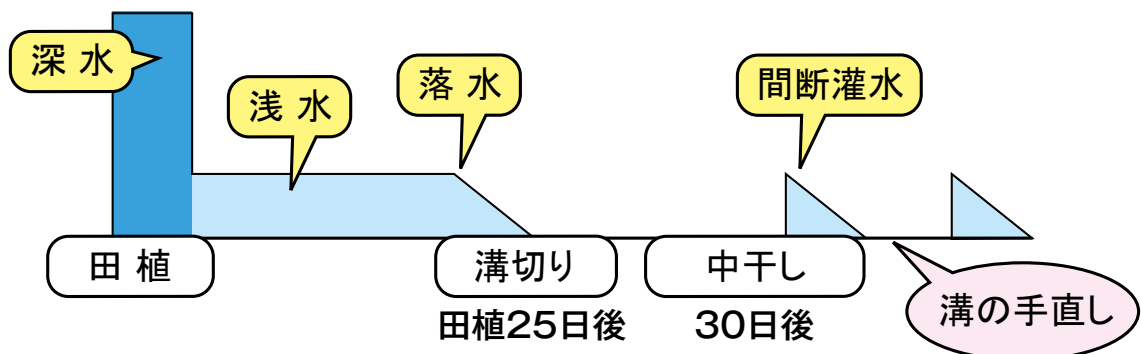 深 水
浅 水
落 水
間断灌水
田 植
溝切り
中干し
溝の手直し
田植25日後
30日後